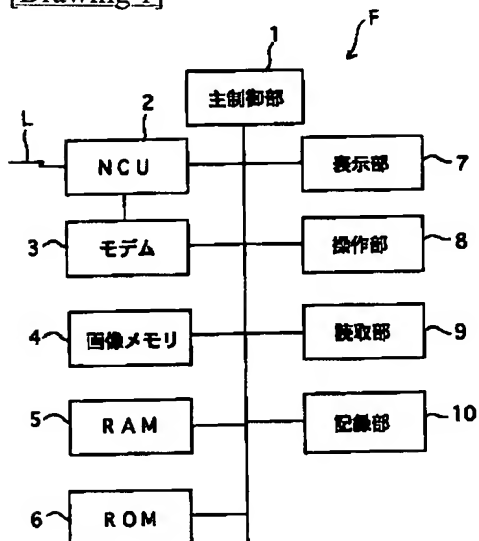 [Drawing 1]
F
1
主制御部
L
2
NCU
表示部
7
3
モデム
操作部
8
4
画像メモリ
読取部
9
5
RAM
記録部
10
6
ROM